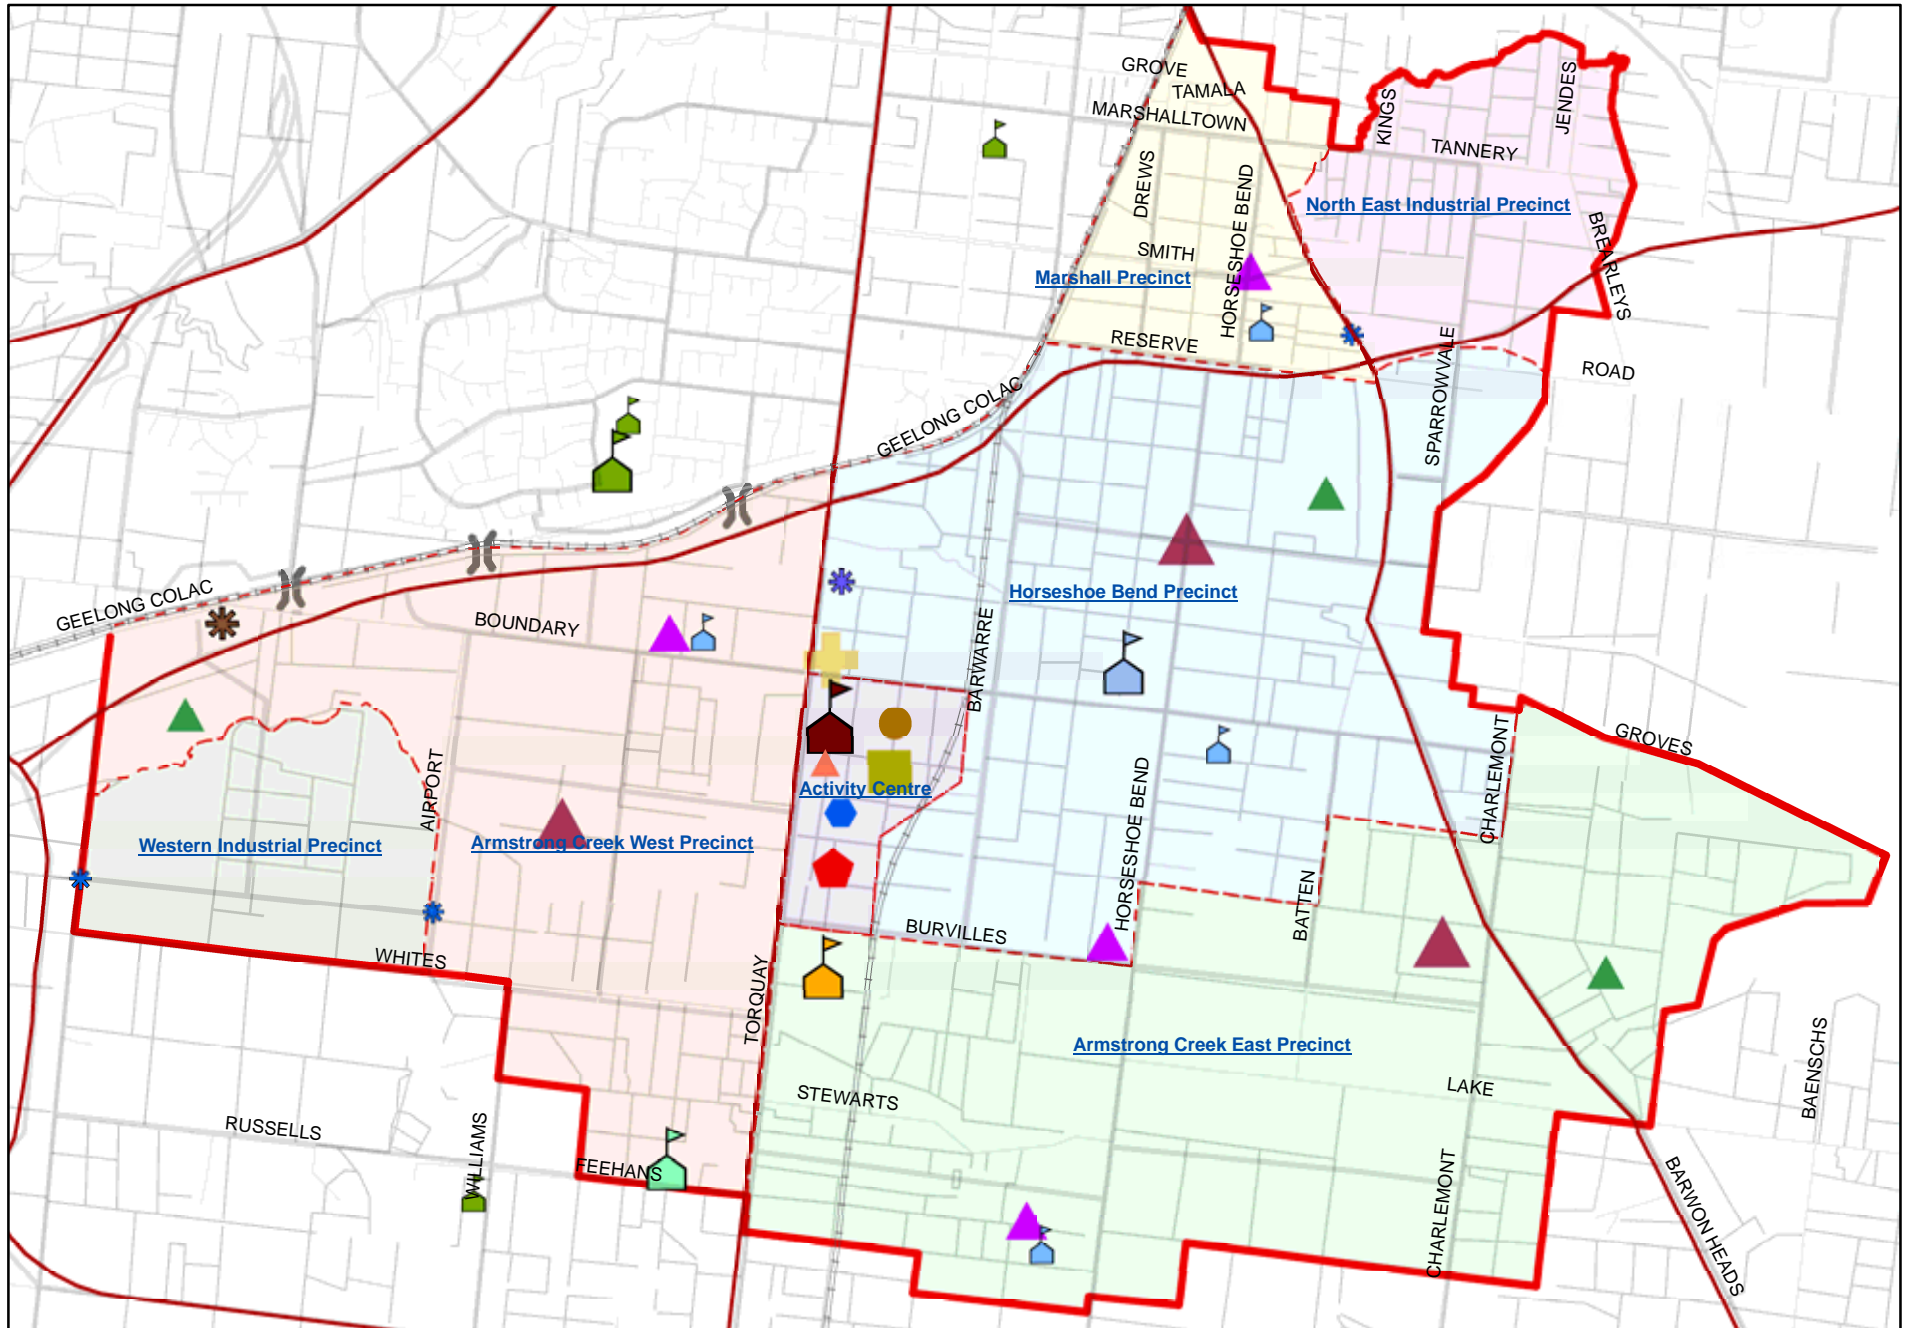 GROVE
TAMALA
MARSHALLTOWN
KINGS
JENDES
TANNERY
DREWS
HORSESHOE BEND
North East Industrial Precinct
BREARLEYS
SMITH
Marshall Precinct
RESERVE
SPARROWVALE
ROAD
GEELONG COLAC
GEELONG COLAC
BOUNDARY
Horseshoe Bend Precinct
BARWARRE
CHARLEMONT
GROVES
AIRPORT
Activity Centre
HORSESHOE BEND
Western Industrial Precinct
Armstrong Creek West Precinct
BATTEN
BURVILLES
WHITES
TORQUAY
Armstrong Creek East Precinct
BAENSCHS
LAKE
STEWARTS
RUSSELLS
WILLIAMS
FEEHANS
CHARLEMONT
BARWON HEADS